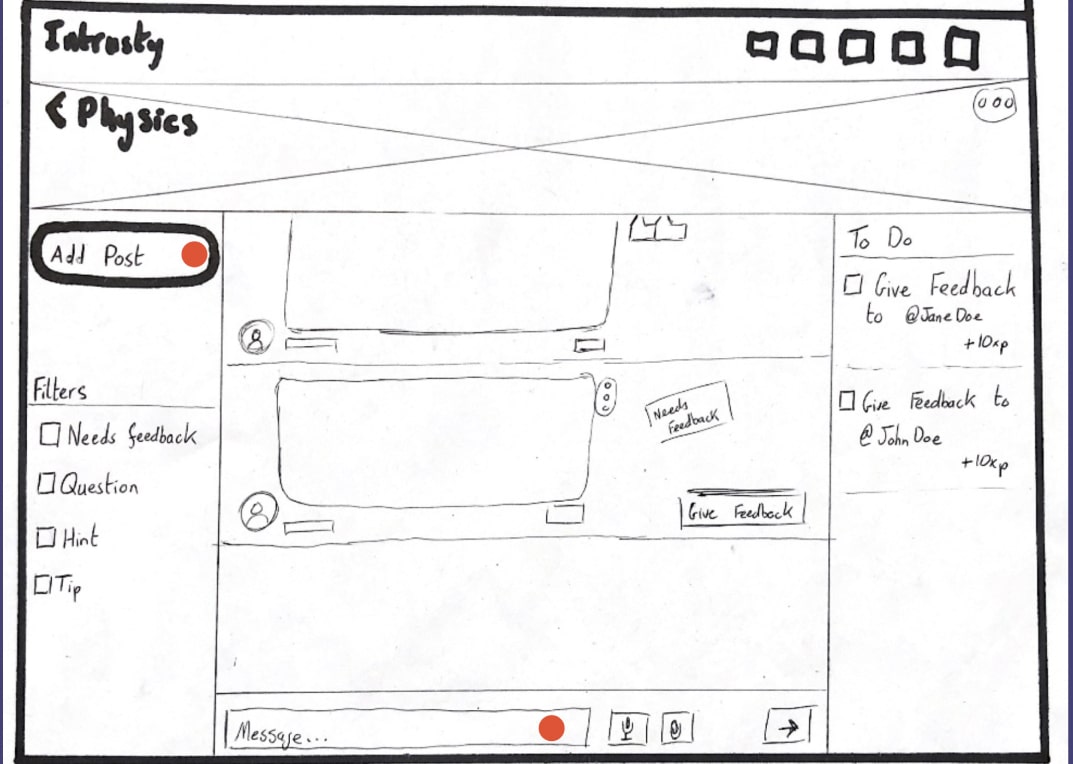 Intrusty
< Physics
Add Post
Filters
Needs feedback
Question
Hint
Tip
Needs
Feedback
Give Feedback
Message...
To Do
Give Feedback
to @Jane Doe
+10xp
Give Feedback to
@John Doe
+10xp